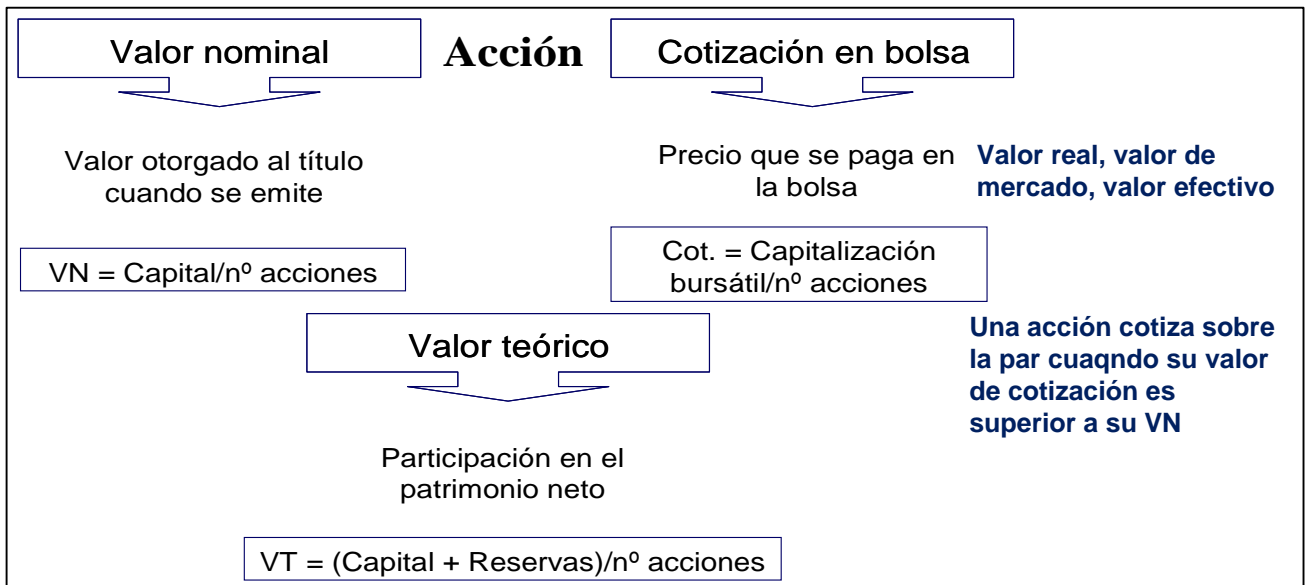 Valor nominal
Acción
Cotización en bolsa
Valor otorgado al título
cuando se emite
Precio que se paga en
la bolsa
Valor real, valor de
mercado, valor efectivo
VN = Capital/nº acciones
Cot. = Capitalización
bursátil/nº acciones
Valor teórico
Una acción cotiza sobre
la par cuaqndo su valor
de cotización es
superior a su VN
Participación en el
patrimonio neto
VT = (Capital + Reservas)/nº acciones